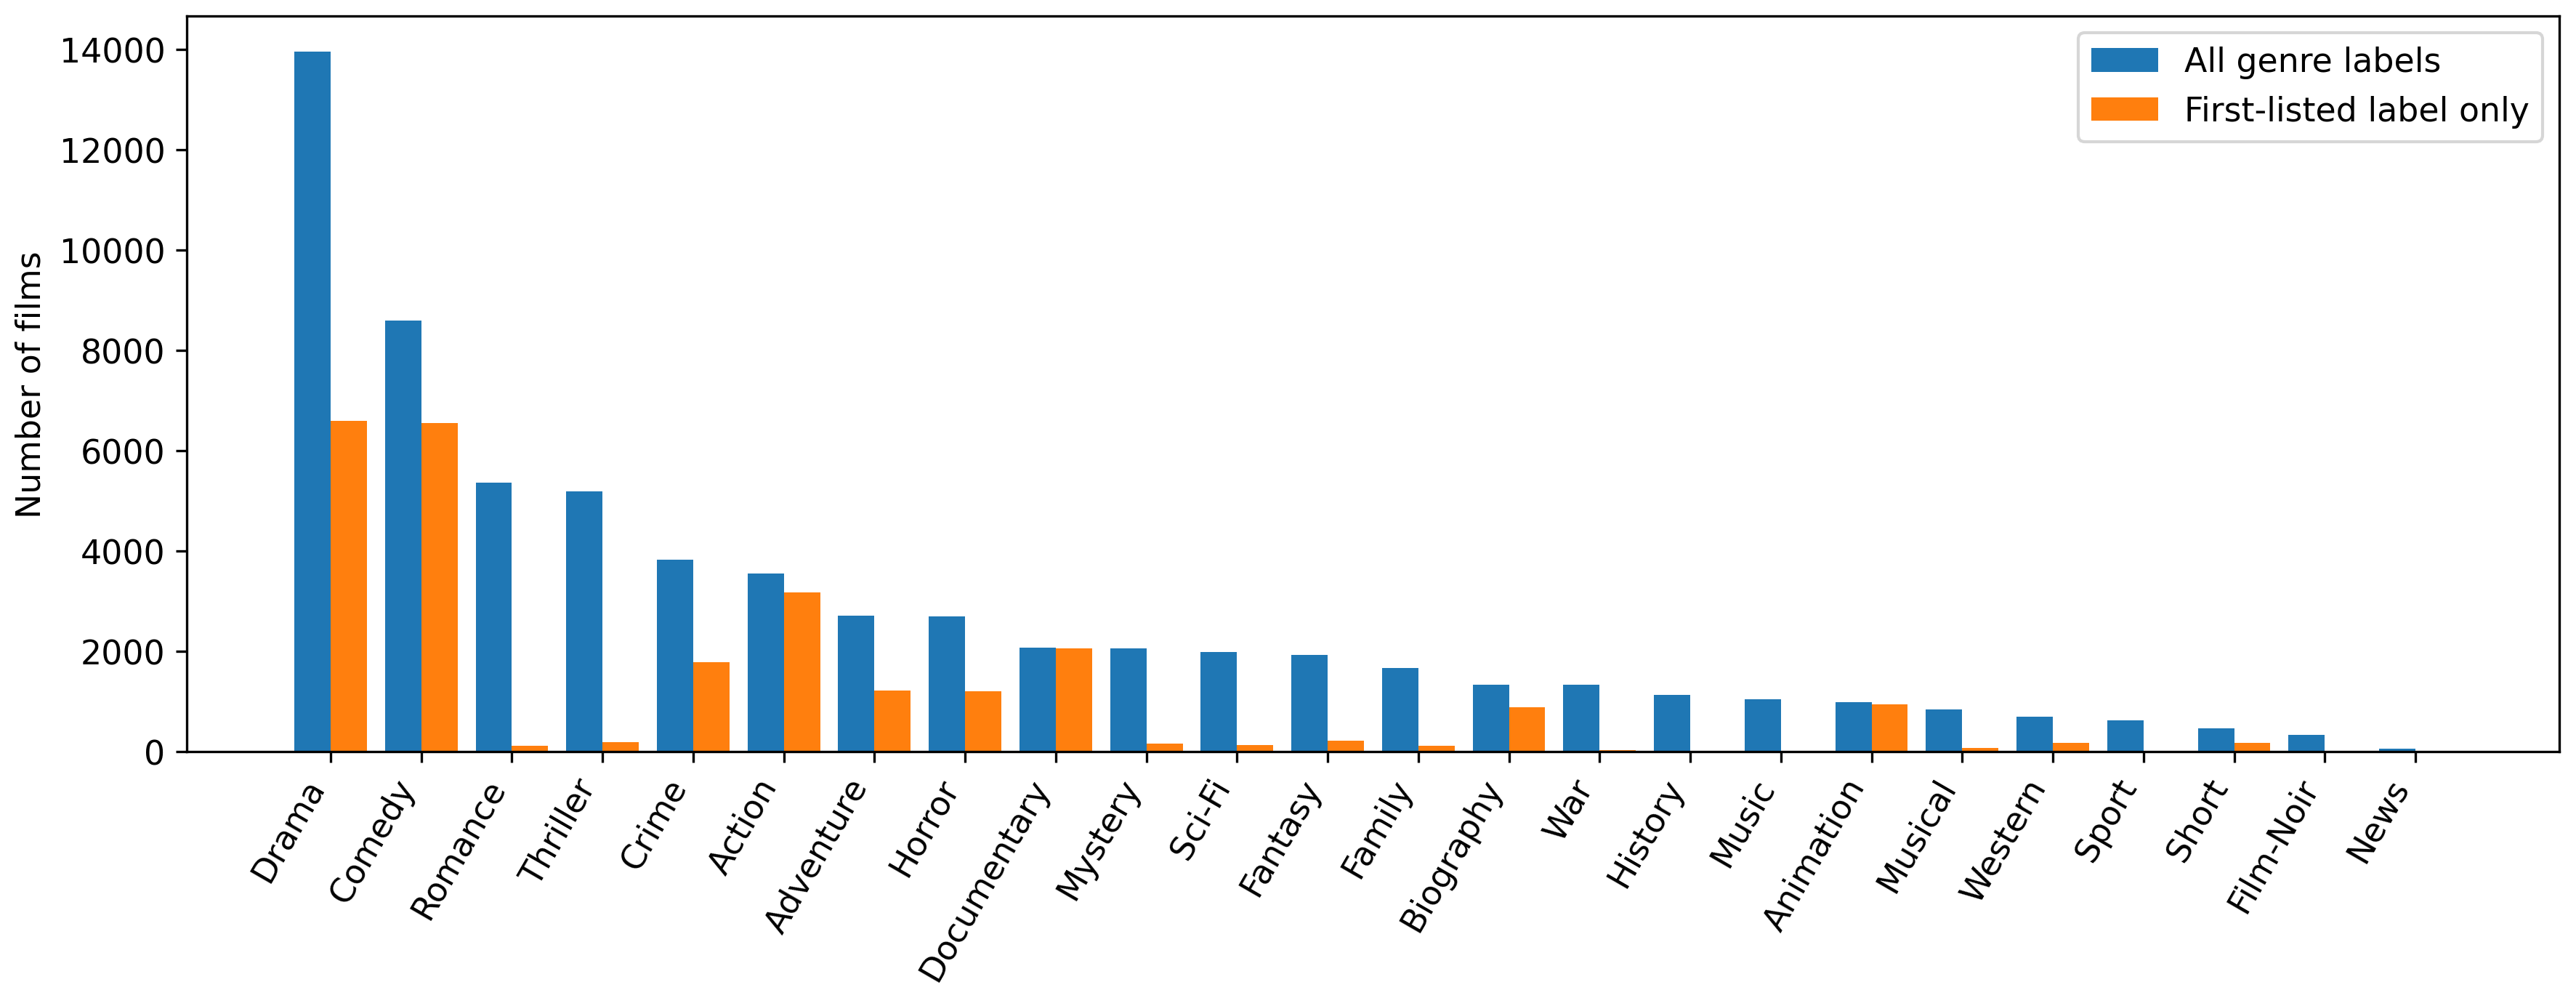 All genre labels
First-listed label only
Number of films
14000
12000
10000
8000
6000
4000
2000
0
Drama
Comedy
Romance
Thriller
Crime
Action
Adventure
Horror
Documentary
Mystery
Sci-Fi
Fantasy
Family
Biography
War
History
Music
Animation
Musical
Western
Sport
Short
Film-Noir
News